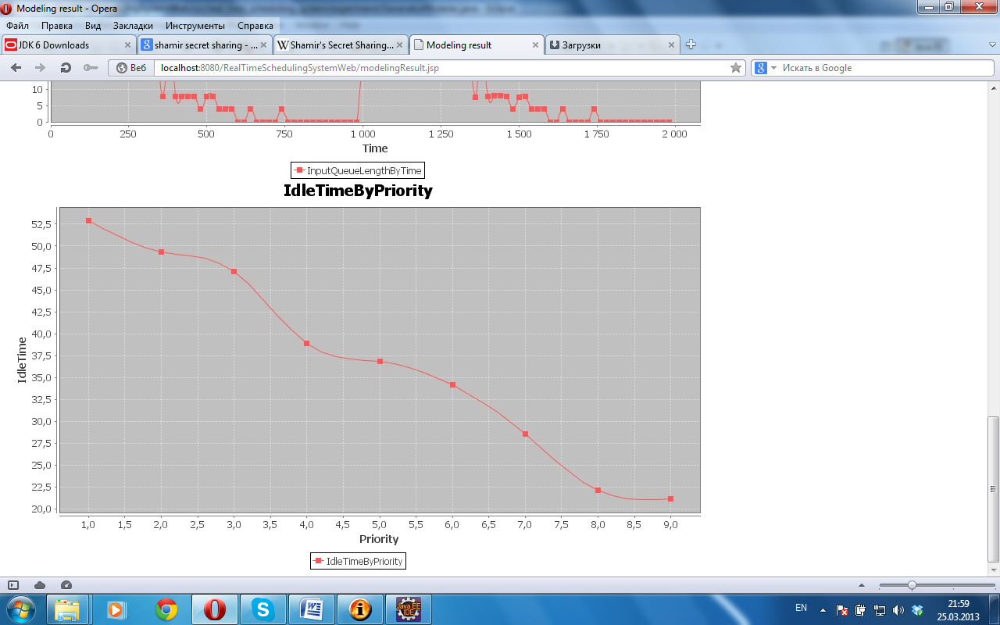 Modeling result - Opera
Файл Правка Вид Закладки Инструменты Справка
JDK 6 Downloads
shamir secret sharing - ...
Shamir's Secret Sharing...
Modeling result
Загрузки
Веб localhost:8080/RealTimeSchedulingSystemWeb/modelingResult.jsp
Искать в Google
10
5
0
0 250 500 750 1 000 1 250 1 500 1 750 2 000
Time
InputQueueLengthByTime
IdleTimeByPriority
52,5
50,0
47,5
45,0
42,5
40,0
37,5
35,0
32,5
30,0
27,5
25,0
22,5
20,0
IdleTime
1,0 1,5 2,0 2,5 3,0 3,5 4,0 4,5 5,0 5,5 6,0 6,5 7,0 7,5 8,0 8,5 9,0
Priority
IdleTimeByPriority
Java EE
IDE
EN
21:59
25.03.2013